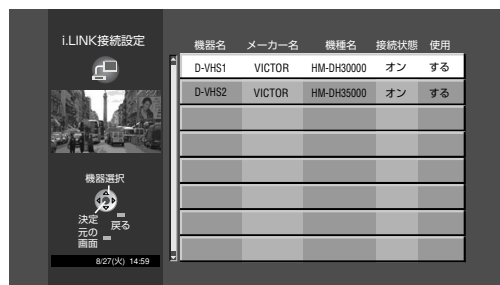 i.LINK接続設定
機器名 メーカー名 機種名 接続状態 使用
D-VHS1 VICTOR HM-DH30000 オン する
D-VHS2 VICTOR HM-DH35000 オン する
機器選択
決定
戻る
元の
画面
8/27(火) 14:59